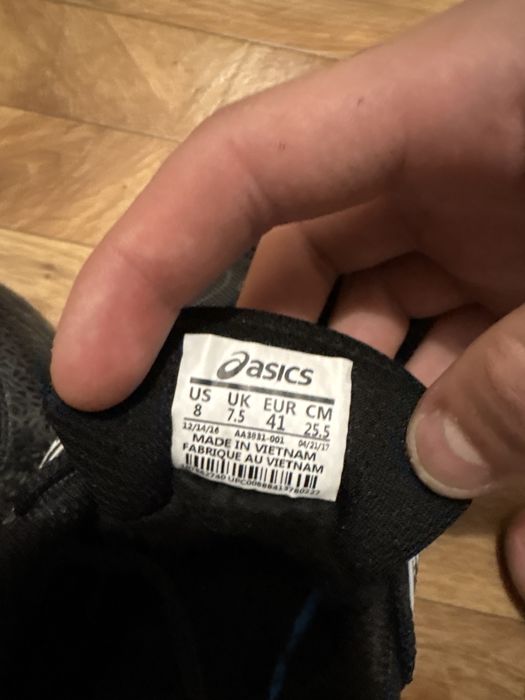 asics
US UK EUR CM
8 7.5 41 25.5
12/14/16 AA3831-001 04/21/17
MADE IN VIETNAM
FABRIQUE AU VIETNAM